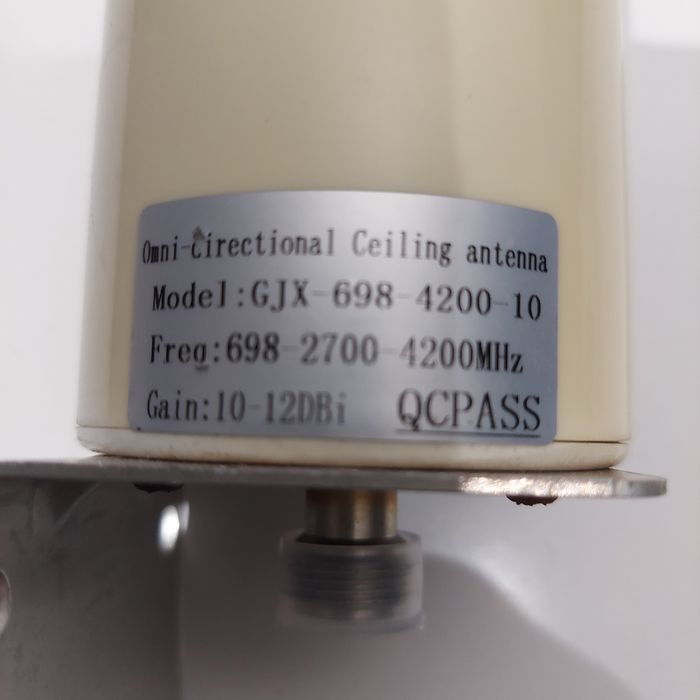 Omni-Cirectional Ceiling antenna
Model:GJX-698-4200-10
Freq:698-2700-4200MHz
Gain:10-12DBi QCPASS